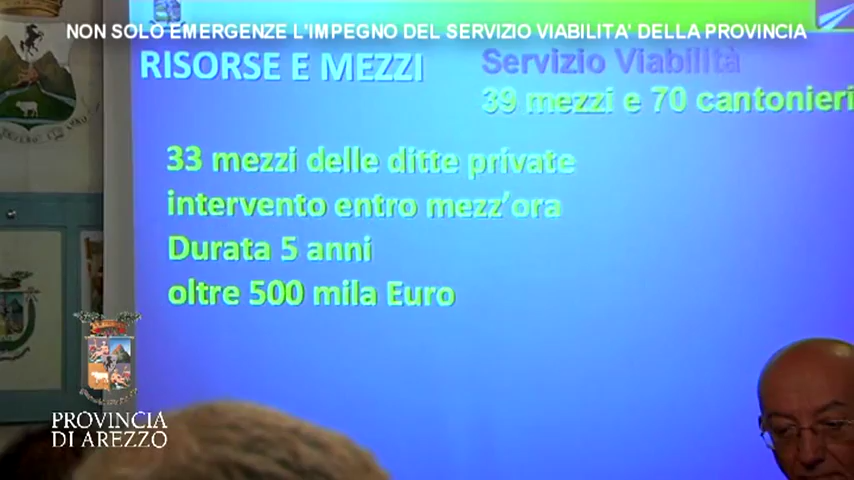 NON SOLO EMERGENZE L'IMPEGNO DEL SERVIZIO VIABILITA' DELLA PROVINCIA
RISORSE E MEZZI
Servizio Viabilità
39 mezzi e 70 cantonieri
33 mezzi delle ditte private
intervento entro mezz'ora
Durata 5 anni
oltre 500 mila Euro
PROVINCIA
DI AREZZO